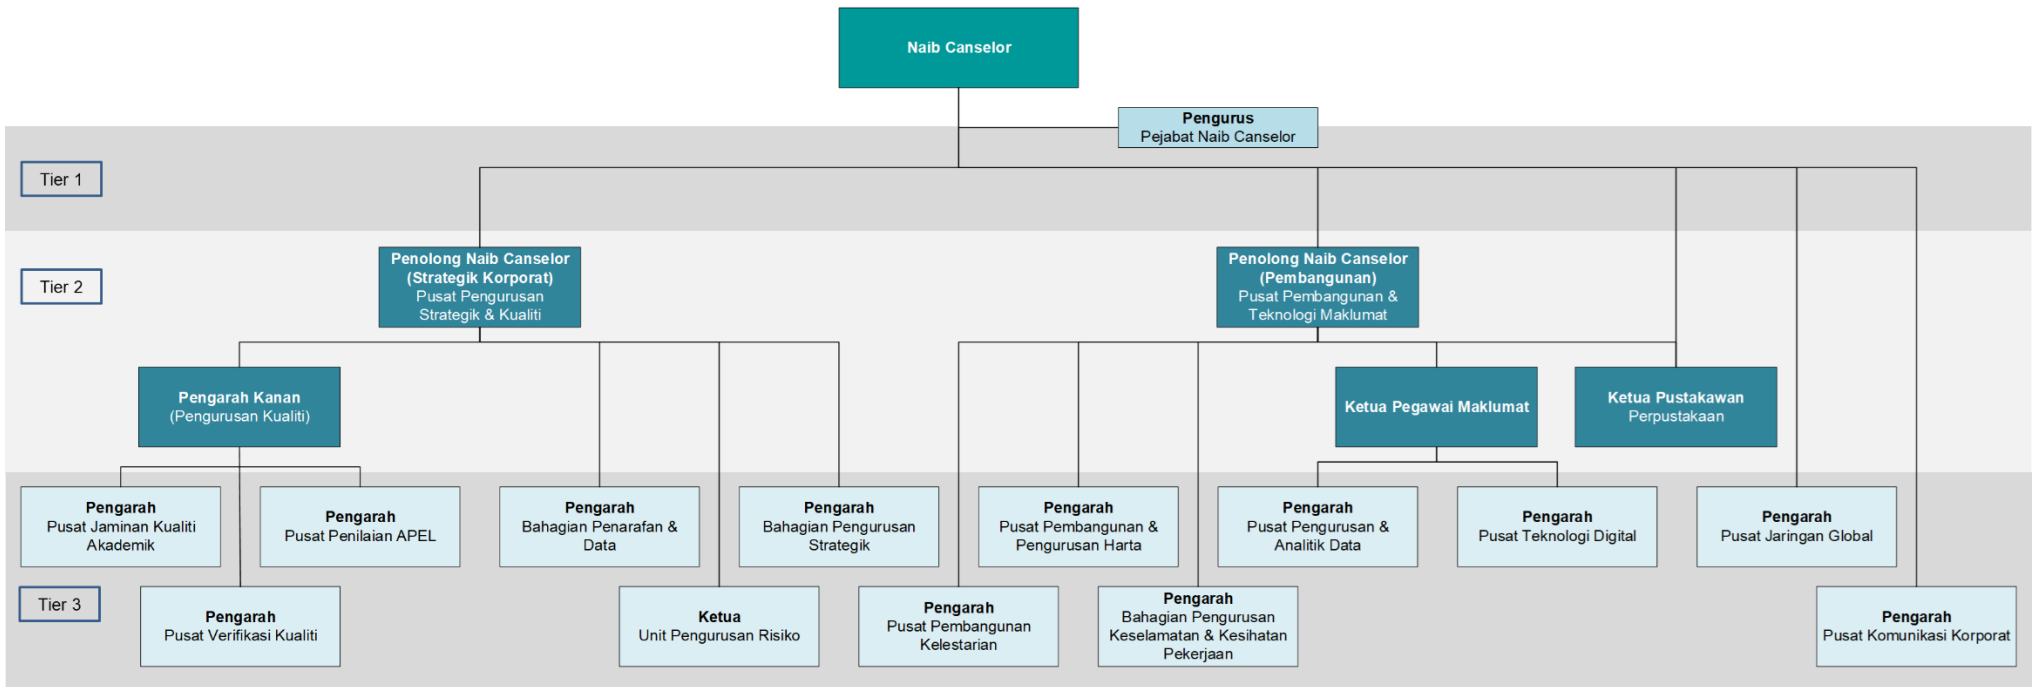 Naib Canselor
Pengurus
Pejabat Naib Canselor
Tier 1
Tier 2
Penolong Naib Canselor
(Strategik Korporat)
Pusat Pengurusan
Strategik & Kualiti
Penolong Naib Canselor
(Pembangunan)
Pusat Pembangunan &
Teknologi Maklumat
Pengarah Kanan
(Pengurusan Kualiti)
Ketua Pegawai Maklumat
Ketua Pustakawan
Perpustakaan
Pengarah
Pusat Jaminan Kualiti
Akademik
Pengarah
Pusat Penilaian APEL
Pengarah
Bahagian Penarafan &
Data
Pengarah
Bahagian Pengurusan
Strategik
Pengarah
Pusat Pembangunan &
Pengurusan Harta
Pengarah
Pusat Pengurusan &
Analitik Data
Pengarah
Pusat Teknologi Digital
Pengarah
Pusat Jaringan Global
Tier 3
Pengarah
Pusat Verifikasi Kualiti
Ketua
Unit Pengurusan Risiko
Pengarah
Pusat Pembangunan
Kelestarian
Pengarah
Bahagian Pengurusan
Keselamatan & Kesihatan
Pekerjaan
Pengarah
Pusat Komunikasi Korporat